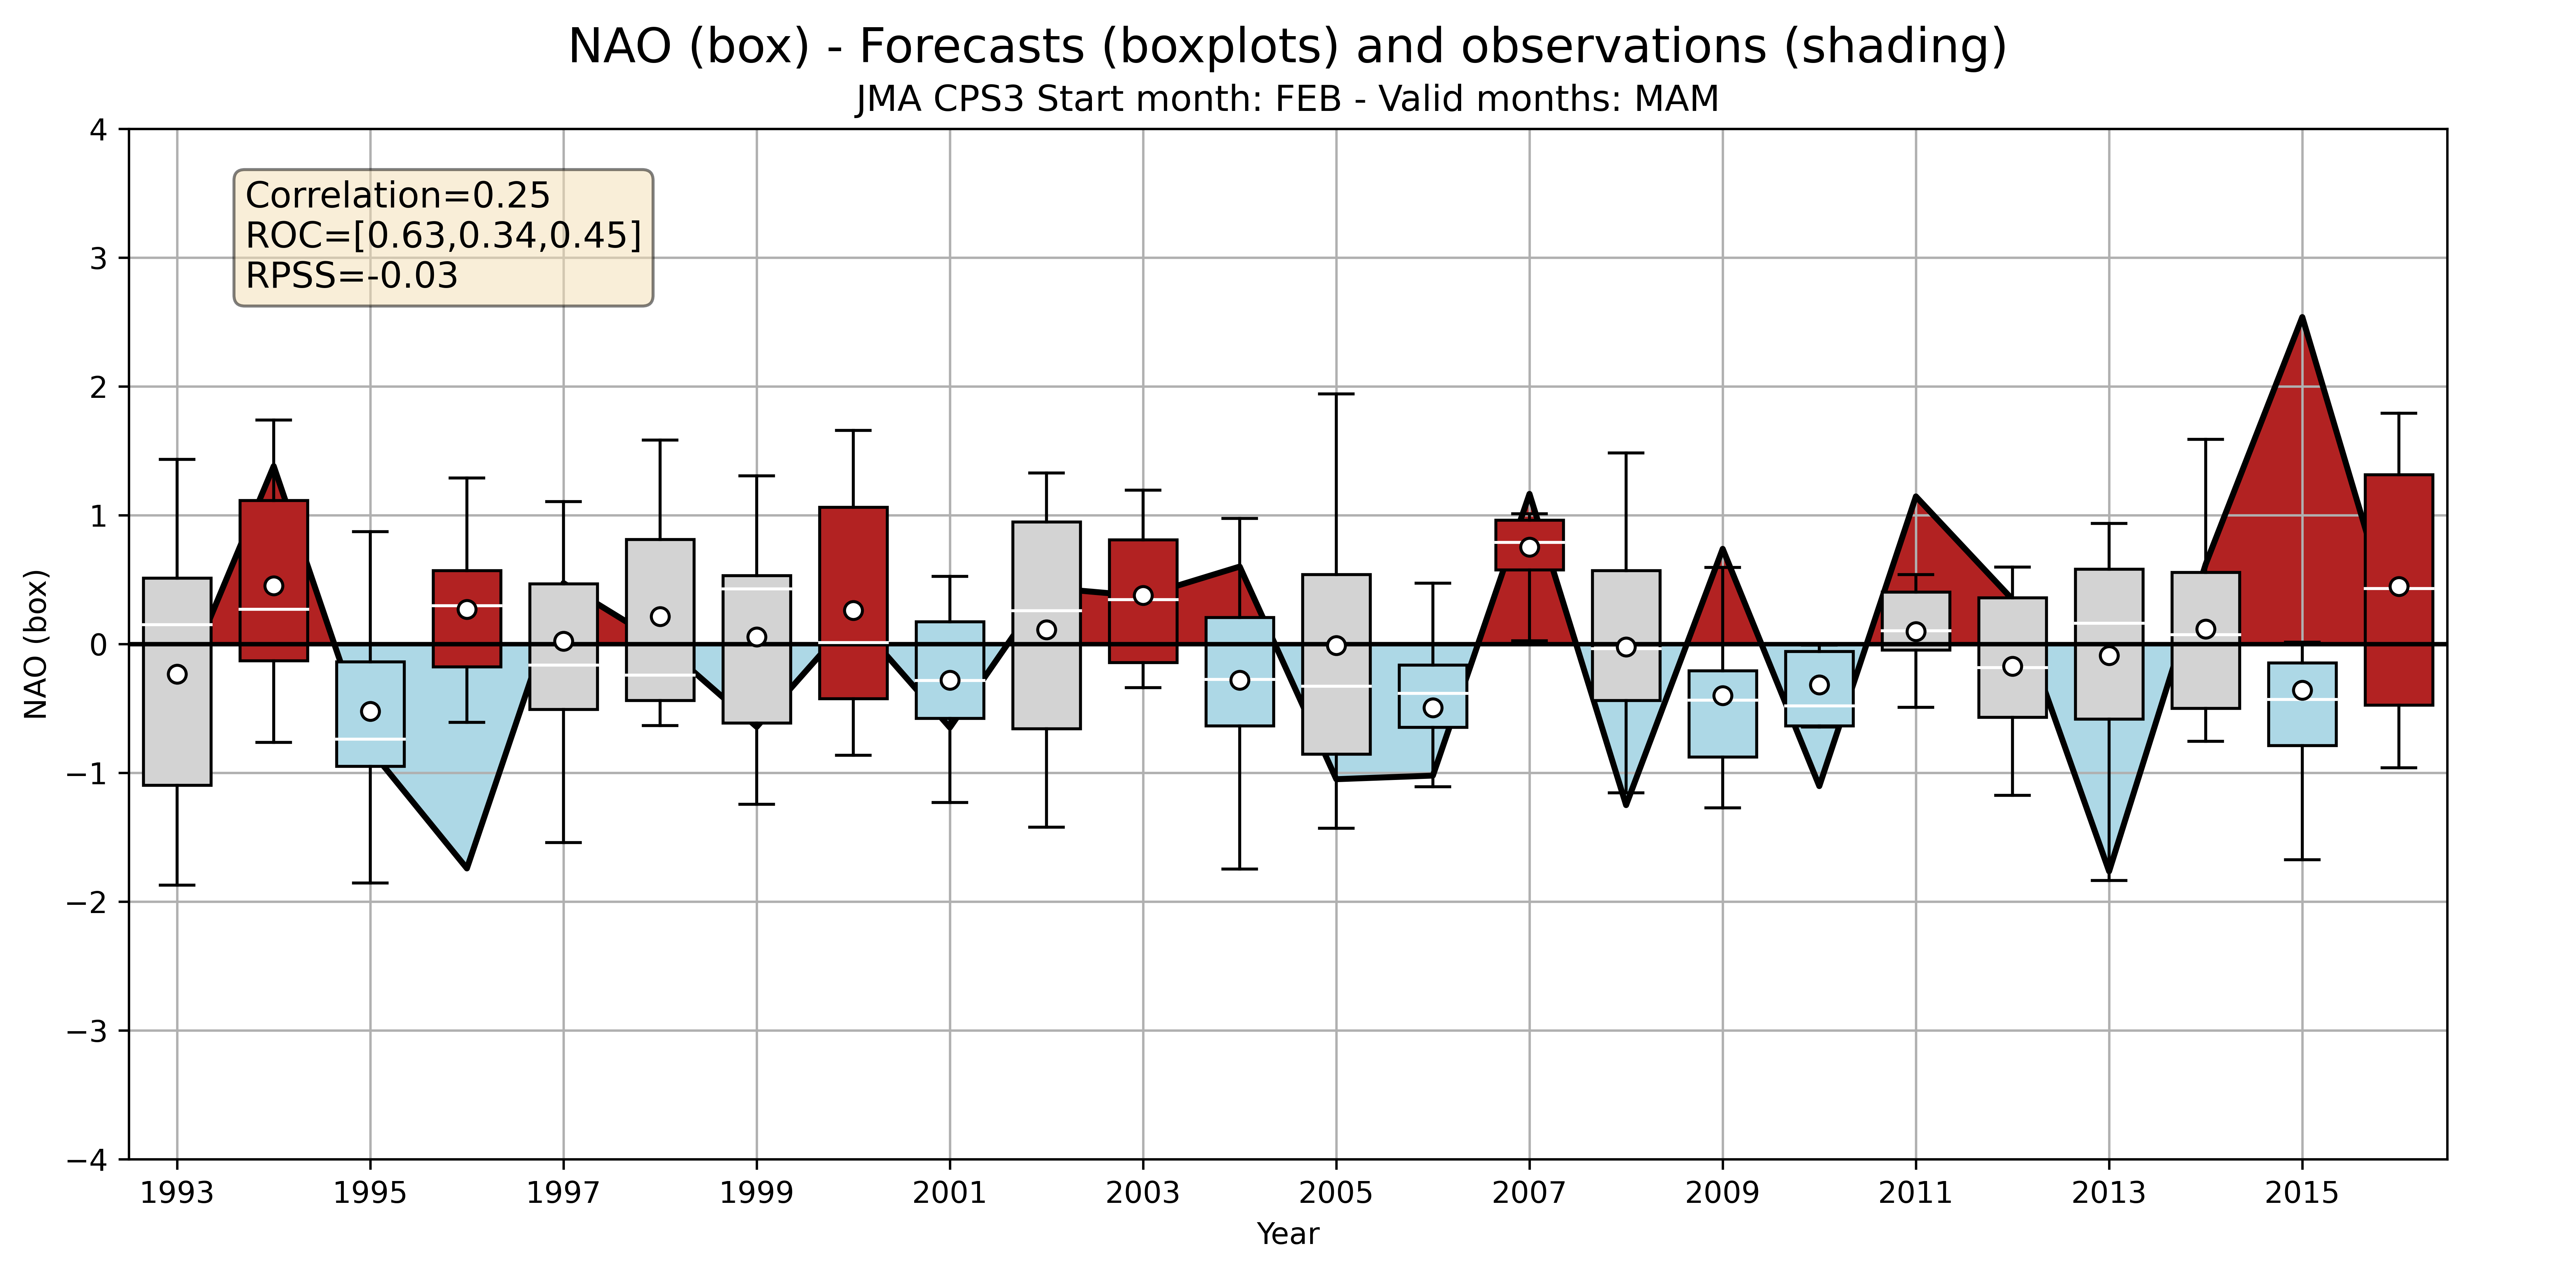 NAO (box) - Forecasts (boxplots) and observations (shading)
JMA CPS3 Start month: FEB - Valid months: MAM
Correlation=0.25
ROC=[0.63,0.34,0.45]
RPSS=-0.03
NAO (box)
4
3
2
1
0
−1
−2
−3
−4
1993 1995 1997 1999 2001 2003 2005 2007 2009 2011 2013 2015
Year